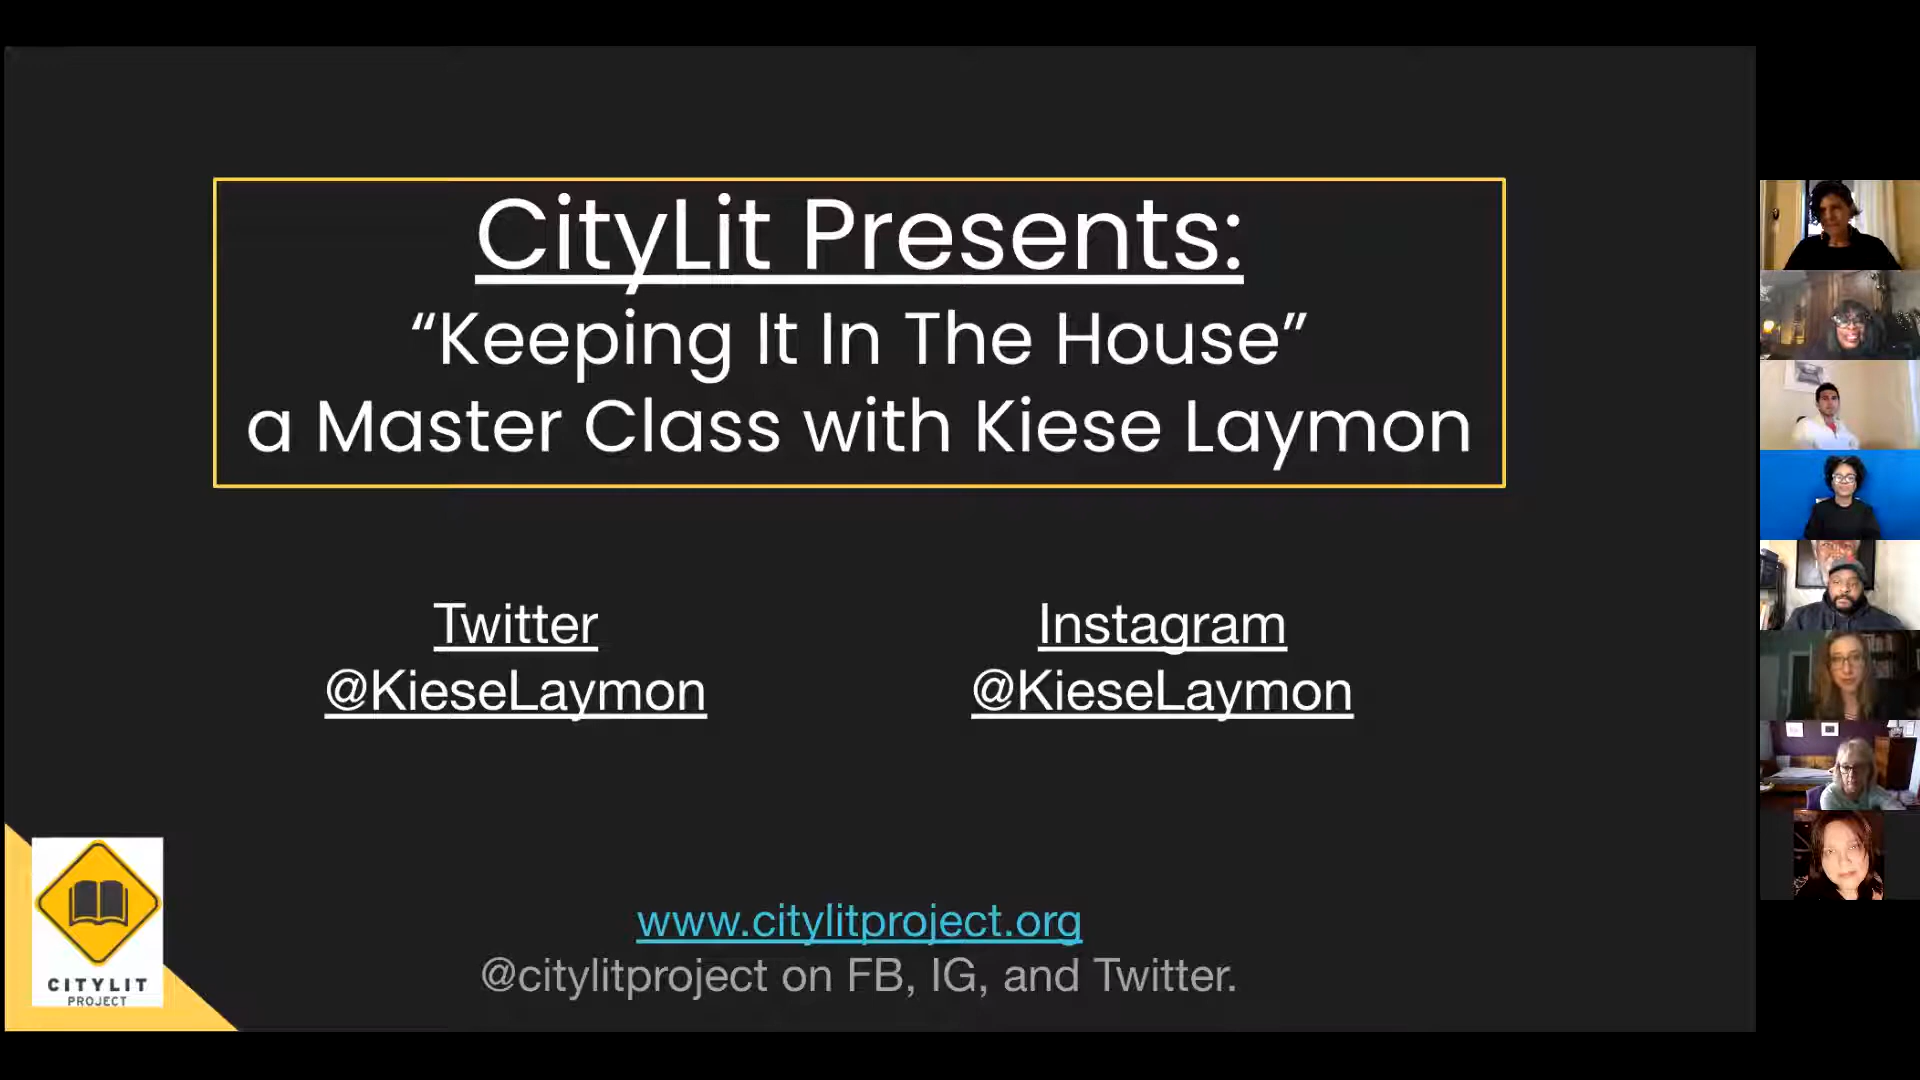 CityLit Presents:
“Keeping It In The House”
a Master Class with Kiese Laymon
Twitter
@KieseLaymon
Instagram
@KieseLaymon
www.citylitproject.org
@citylitproject on FB, IG, and Twitter.
CITYLIT
PROJECT